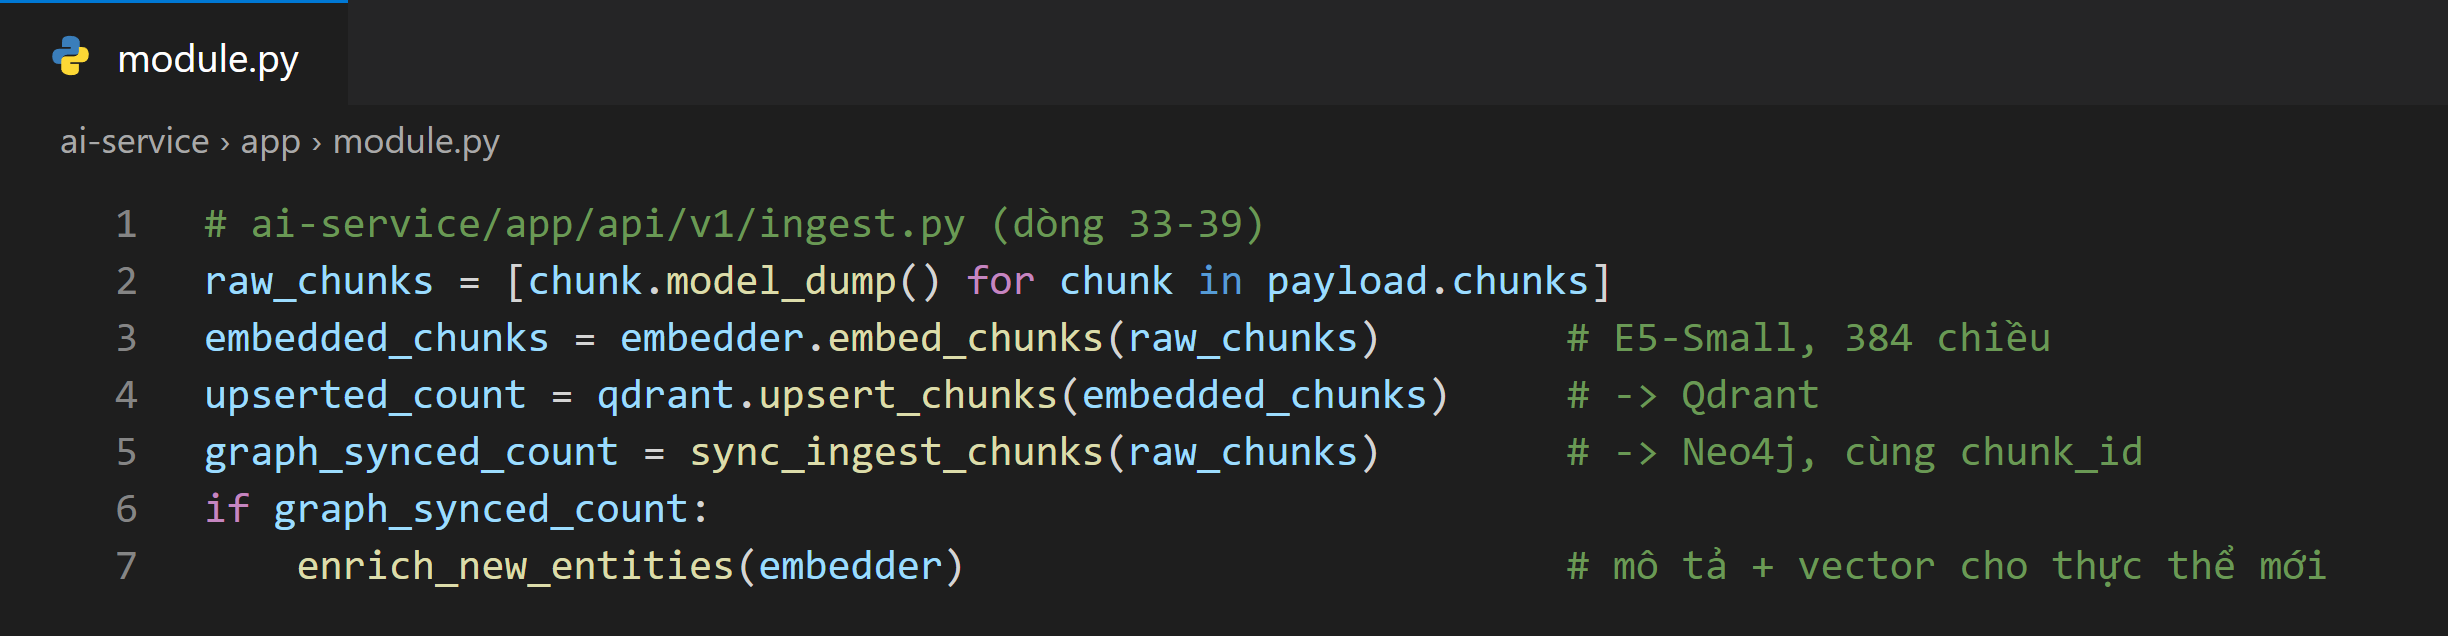 module.py
ai-service › app › module.py
1 # ai-service/app/api/v1/ingest.py (dòng 33-39)
2 raw_chunks = [chunk.model_dump() for chunk in payload.chunks]
3 embedded_chunks = embedder.embed_chunks(raw_chunks) # E5-Small, 384 chiều
4 upserted_count = qdrant.upsert_chunks(embedded_chunks) # -> Qdrant
5 graph_synced_count = sync_ingest_chunks(raw_chunks) # -> Neo4j, cùng chunk_id
6 if graph_synced_count:
7     enrich_new_entities(embedder) # mô tả + vector cho thực thể mới